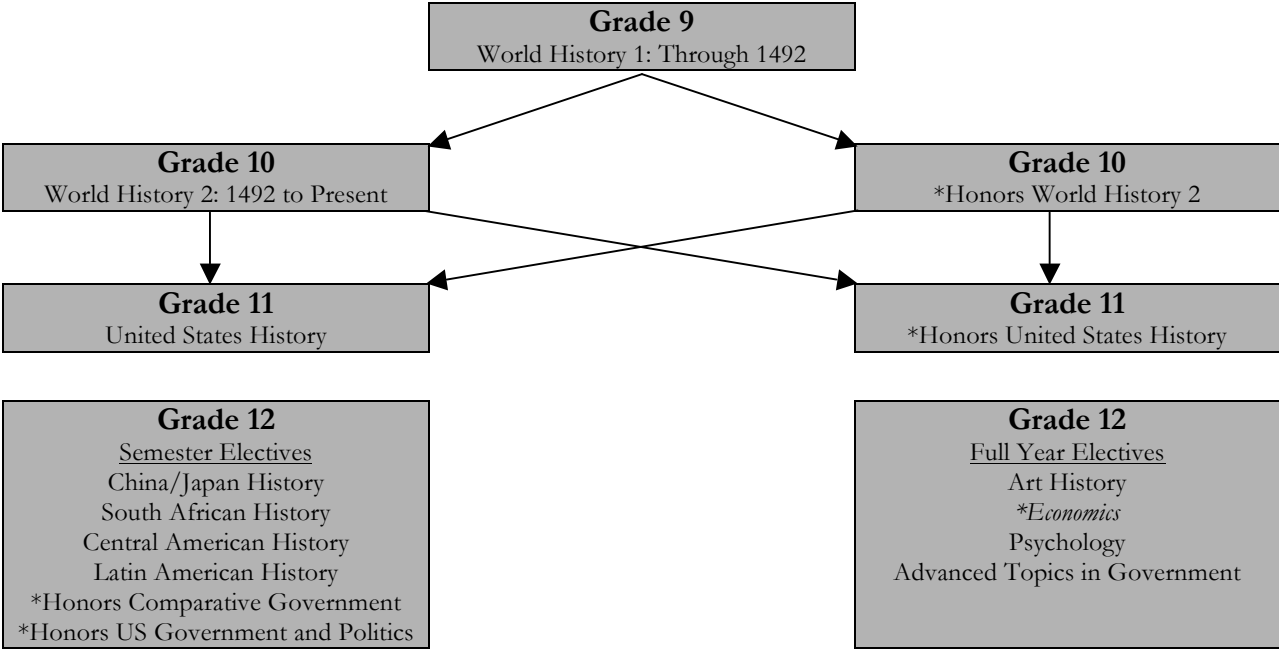 Grade 9
World History 1: Through 1492
Grade 10
World History 2: 1492 to Present
Grade 10
*Honors World History 2
Grade 11
United States History
Grade 11
*Honors United States History
Grade 12
Semester Electives
China/Japan History
South African History
Central American History
Latin American History
*Honors Comparative Government
*Honors US Government and Politics
Grade 12
Full Year Electives
Art History
*Economics
Psychology
Advanced Topics in Government